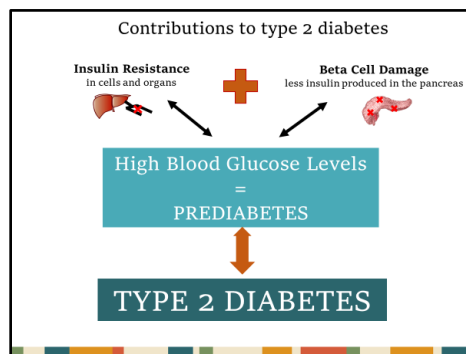 Contributions to type 2 diabetes
Insulin Resistance
in cells and organs
Beta Cell Damage
less insulin produced in the pancreas
High Blood Glucose Levels
=
PREDIABETES
TYPE 2 DIABETES